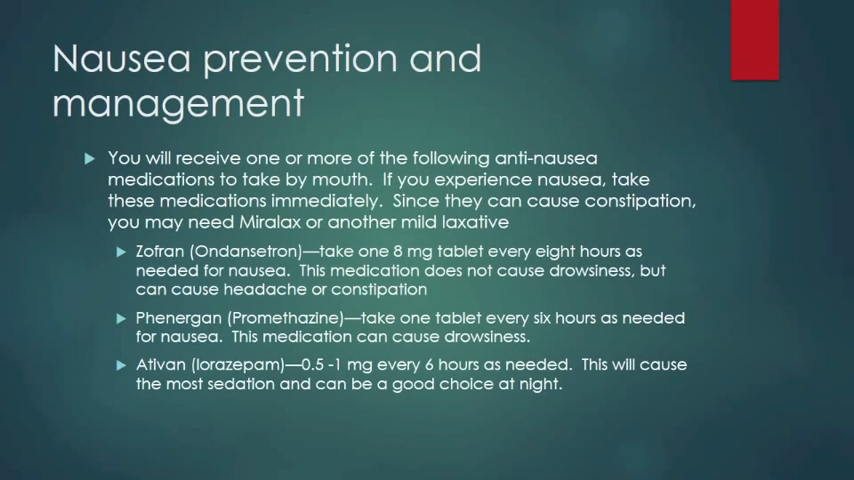 Nausea prevention and
management
You will receive one or more of the following anti-nausea
medications to take by mouth.  If you experience nausea, take
these medications immediately.  Since they can cause constipation,
you may need Miralax or another mild laxative
Zofran (Ondansetron)—take one 8 mg tablet every eight hours as
needed for nausea.  This medication does not cause drowsiness, but
can cause headache or constipation
Phenergan (Promethazine)—take one tablet every six hours as needed
for nausea.  This medication can cause drowsiness.
Ativan (lorazepam)—0.5 -1 mg every 6 hours as needed.  This will cause
the most sedation and can be a good choice at night.